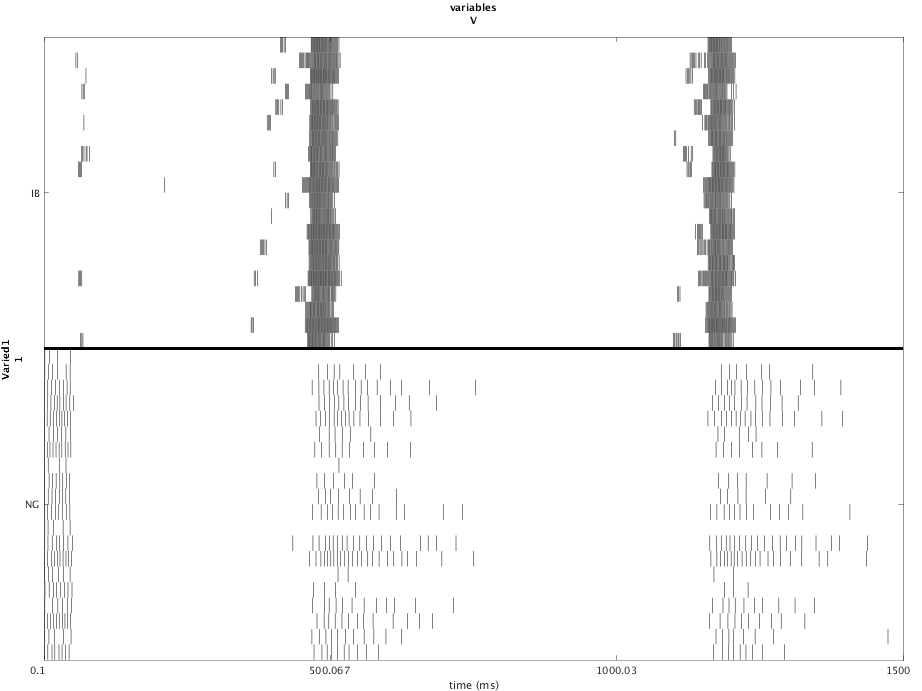 variables
V
IB
Varied1
1
NG
0.1
500.067
1000.03
1500
time (ms)